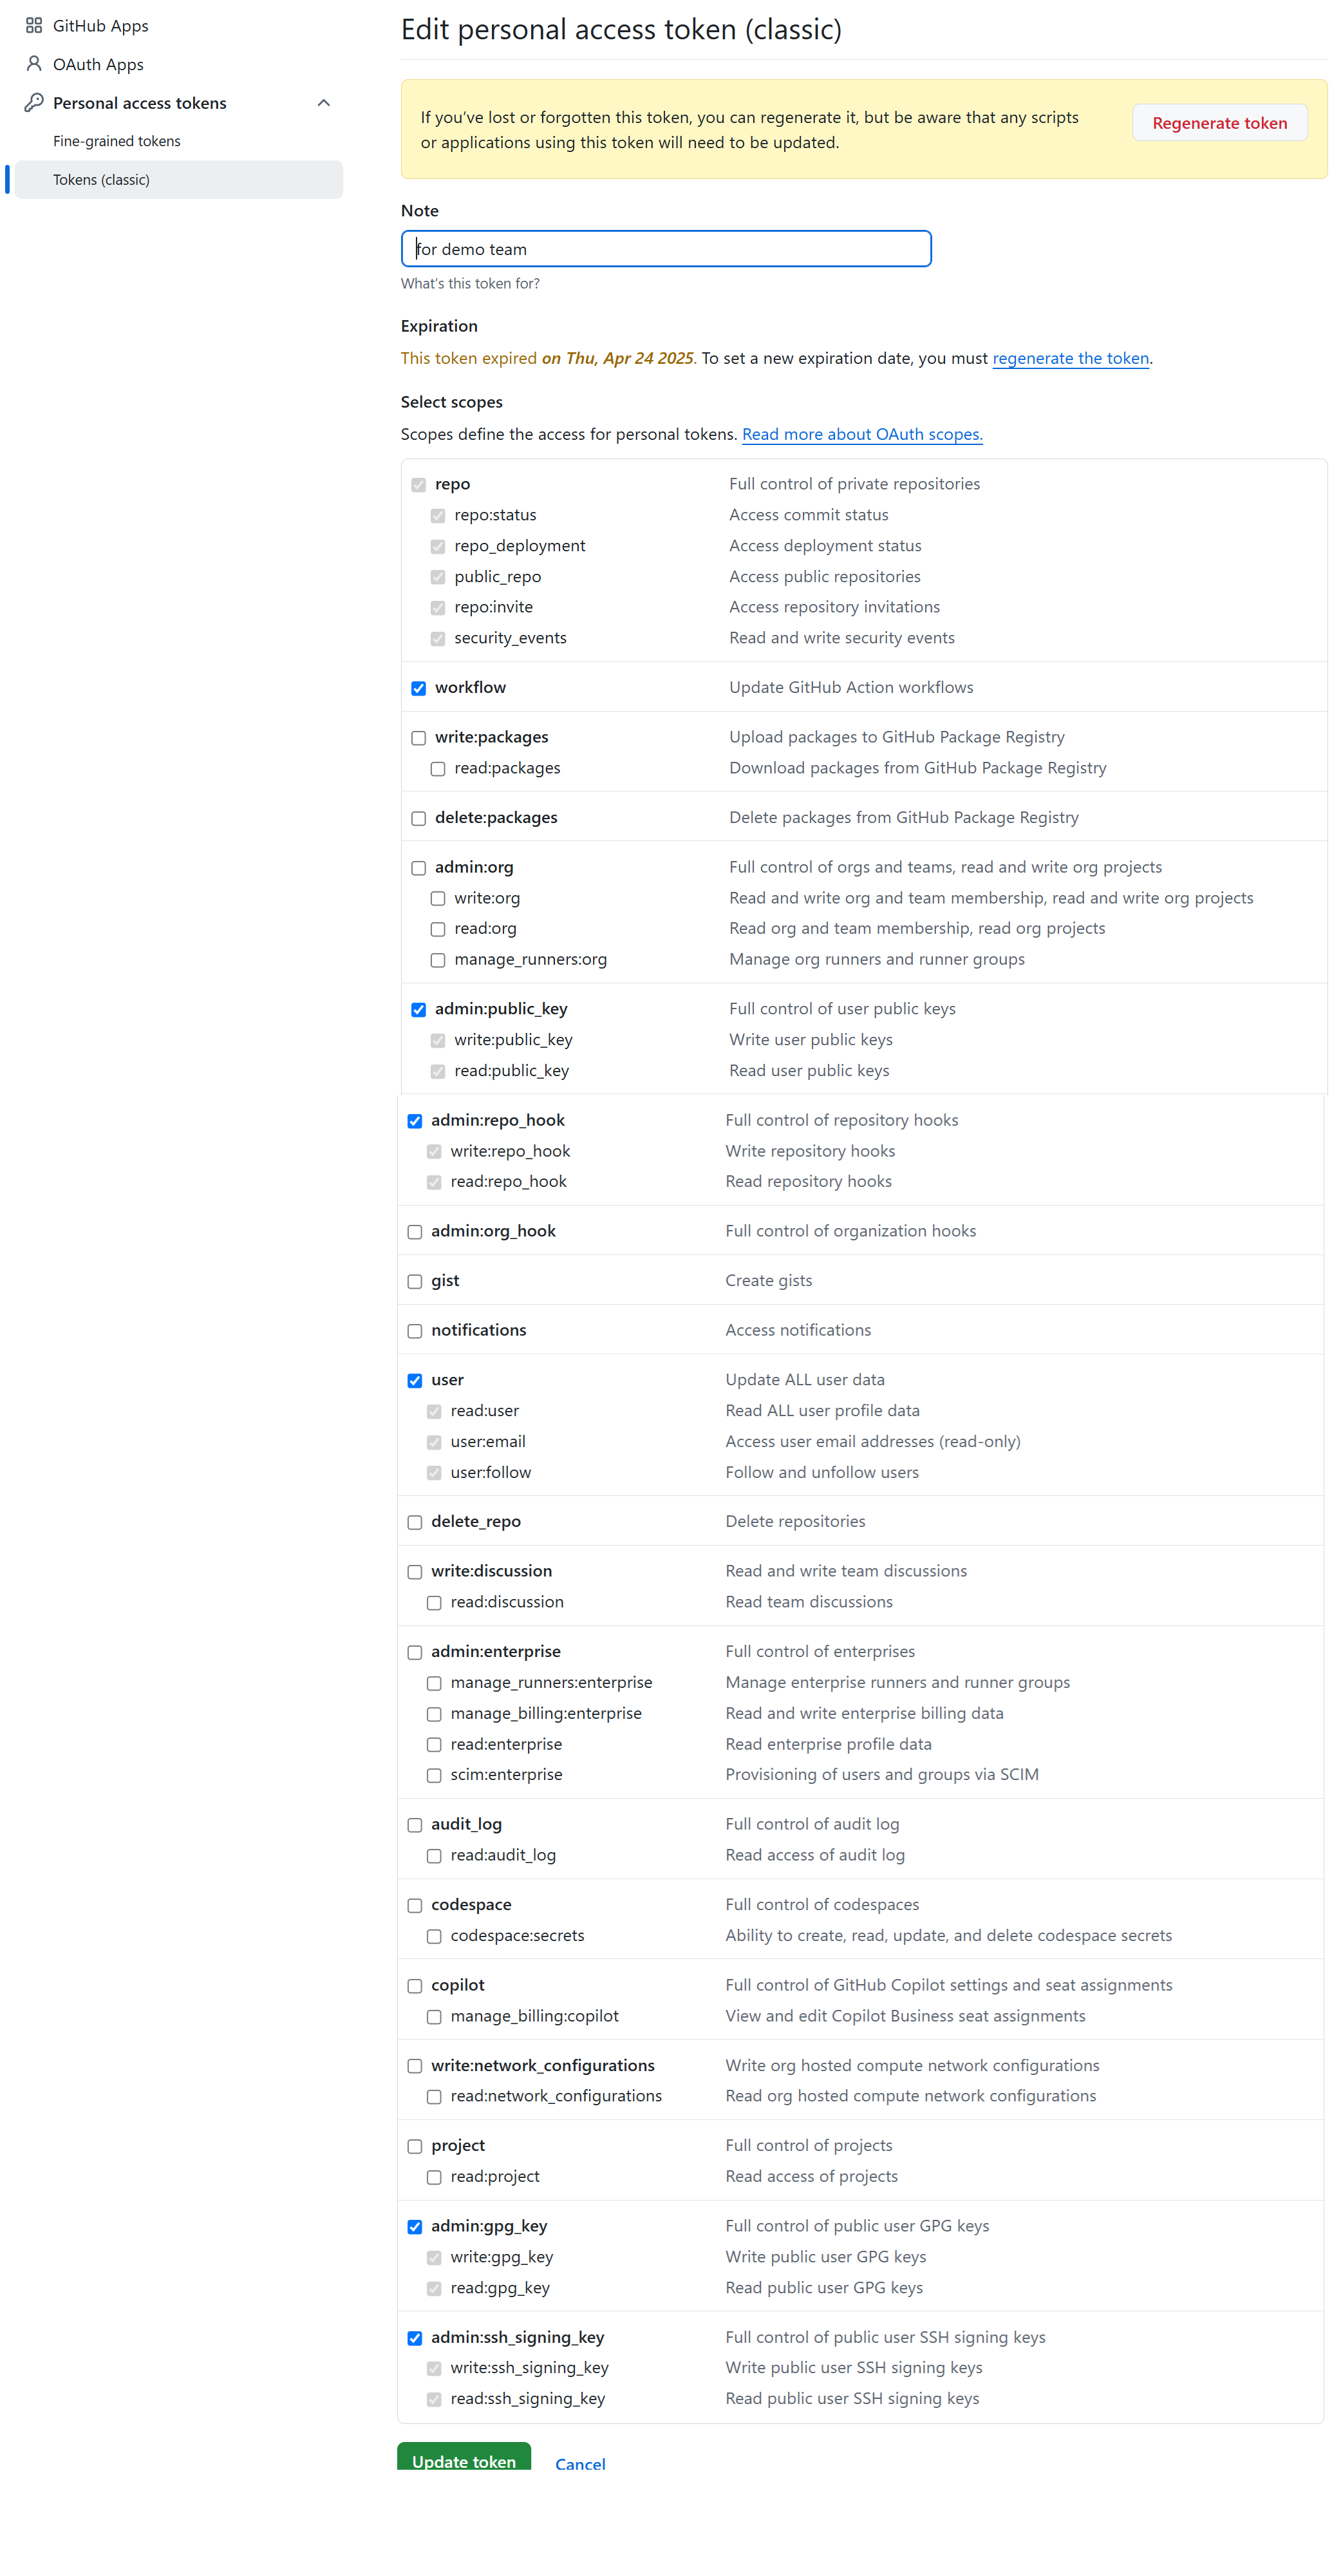 GitHub Apps
OAuth Apps
Personal access tokens
Fine-grained tokens
Tokens (classic)
Edit personal access token (classic)
If you’ve lost or forgotten this token, you can regenerate it, but be aware that any scripts
or applications using this token will need to be updated.
Regenerate token
Note
for demo team
What’s this token for?
Expiration
This token expired on Thu, Apr 24 2025. To set a new expiration date, you must regenerate the token.
Select scopes
Scopes define the access for personal tokens. Read more about OAuth scopes.
repo Full control of private repositories
repo:status Access commit status
repo_deployment Access deployment status
public_repo Access public repositories
repo:invite Access repository invitations
security_events Read and write security events
workflow Update GitHub Action workflows
write:packages Upload packages to GitHub Package Registry
read:packages Download packages from GitHub Package Registry
delete:packages Delete packages from GitHub Package Registry
admin:org Full control of orgs and teams, read and write org projects
write:org Read and write org and team membership, read and write org projects
read:org Read org and team membership, read org projects
manage_runners:org Manage org runners and runner groups
admin:public_key Full control of user public keys
write:public_key Write user public keys
read:public_key Read user public keys
admin:repo_hook Full control of repository hooks
write:repo_hook Write repository hooks
read:repo_hook Read repository hooks
admin:org_hook Full control of organization hooks
gist Create gists
notifications Access notifications
user Update ALL user data
read:user Read ALL user profile data
user:email Access user email addresses (read-only)
user:follow Follow and unfollow users
delete_repo Delete repositories
write:discussion Read and write team discussions
read:discussion Read team discussions
admin:enterprise Full control of enterprises
manage_runners:enterprise Manage enterprise runners and runner groups
manage_billing:enterprise Read and write enterprise billing data
read:enterprise Read enterprise profile data
scim:enterprise Provisioning of users and groups via SCIM
audit_log Full control of audit log
read:audit_log Read access of audit log
codespace Full control of codespaces
codespace:secrets Ability to create, read, update, and delete codespace secrets
copilot Full control of GitHub Copilot settings and seat assignments
manage_billing:copilot View and edit Copilot Business seat assignments
write:network_configurations Write org hosted compute network configurations
read:network_configurations Read org hosted compute network configurations
project Full control of projects
read:project Read access of projects
admin:gpg_key Full control of public user GPG keys
write:gpg_key Write public user GPG keys
read:gpg_key Read public user GPG keys
admin:ssh_signing_key Full control of public user SSH signing keys
write:ssh_signing_key Write public user SSH signing keys
read:ssh_signing_key Read public user SSH signing keys
Update token Cancel